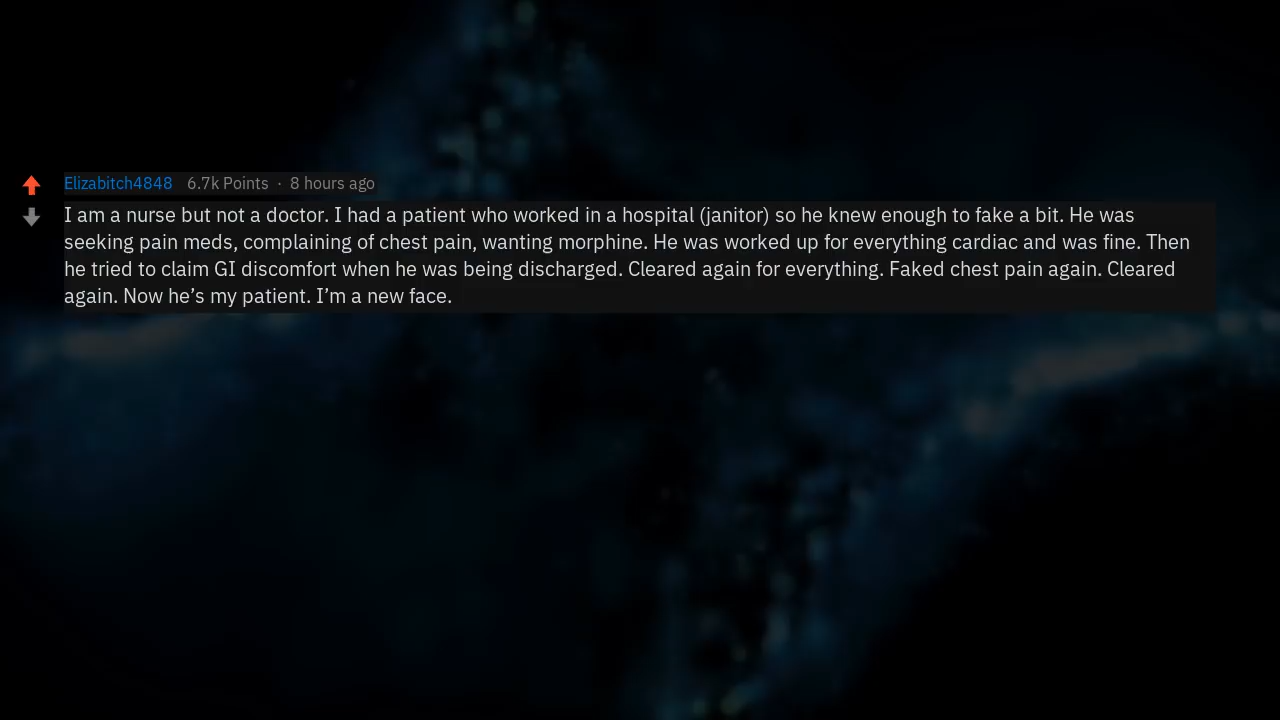 Elizabitch4848 6.7k Points · 8 hours ago
I am a nurse but not a doctor. I had a patient who worked in a hospital (janitor) so he knew enough to fake a bit. He was
seeking pain meds, complaining of chest pain, wanting morphine. He was worked up for everything cardiac and was fine. Then
he tried to claim GI discomfort when he was being discharged. Cleared again for everything. Faked chest pain again. Cleared
again. Now he’s my patient. I’m a new face.